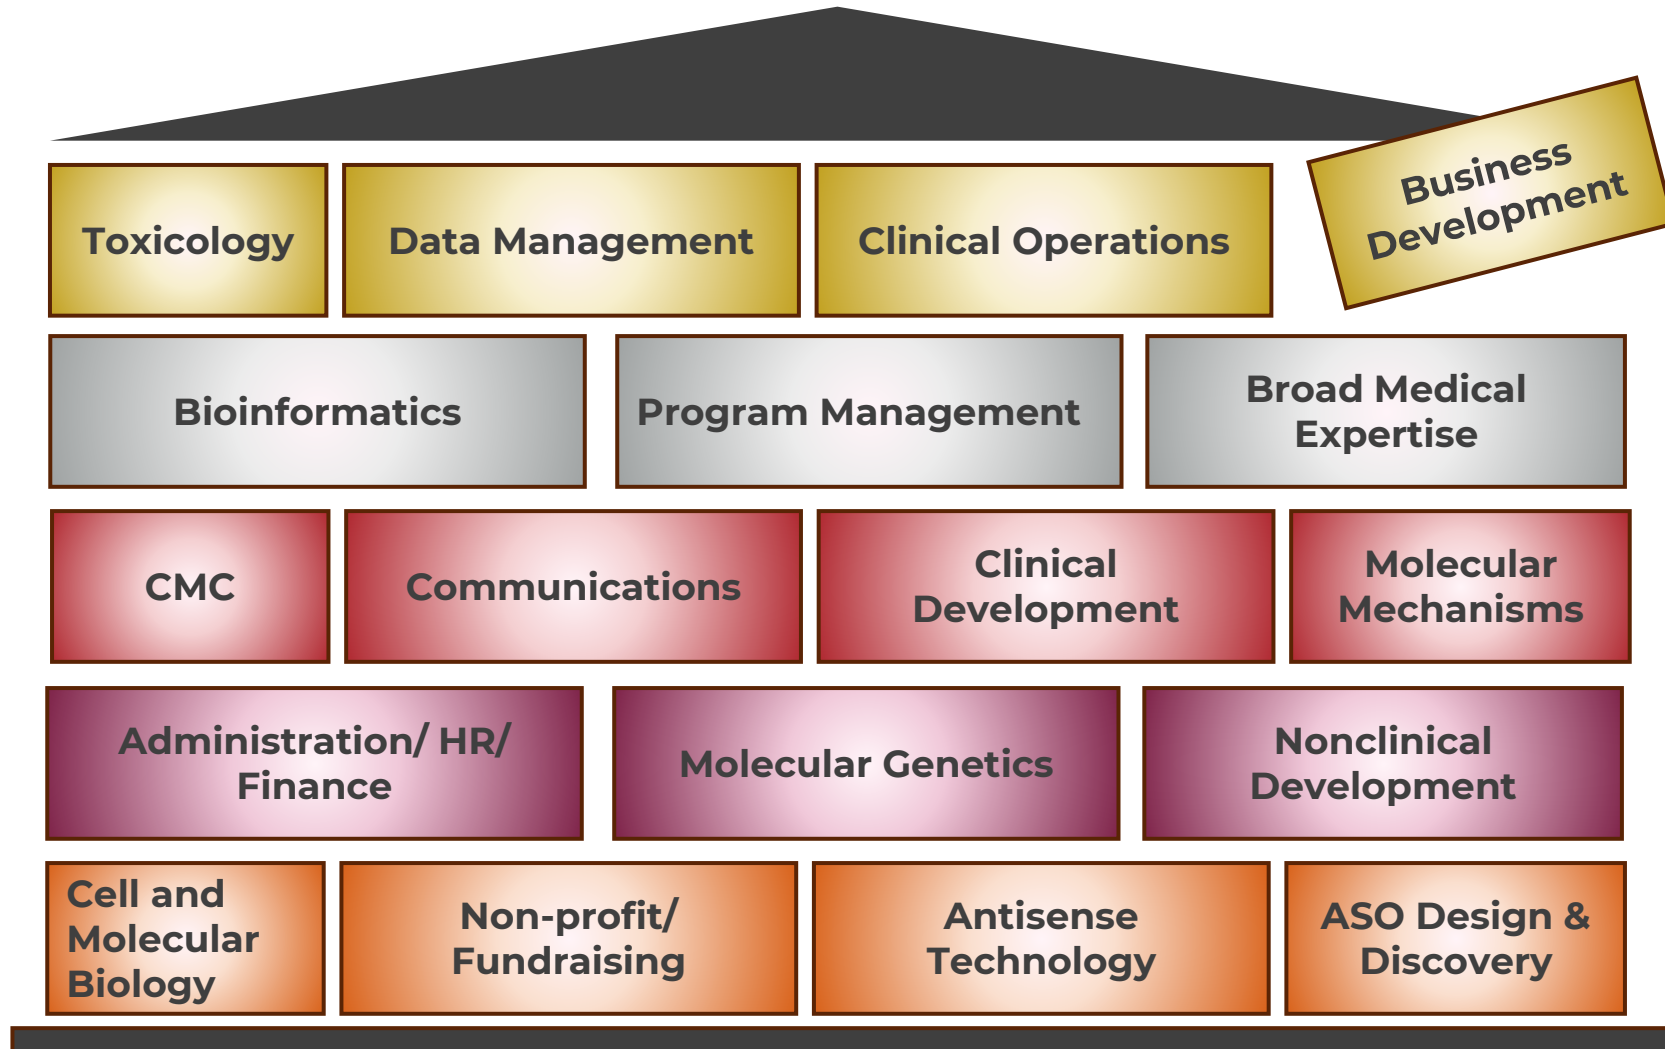 Toxicology
Data Management
Clinical Operations
Business
Development
Bioinformatics
Program Management
Broad Medical
Expertise
CMC
Communications
Clinical
Development
Molecular
Mechanisms
Administration/ HR/
Finance
Molecular Genetics
Nonclinical
Development
Cell and
Molecular
Biology
Non-profit/
Fundraising
Antisense
Technology
ASO Design &
Discovery